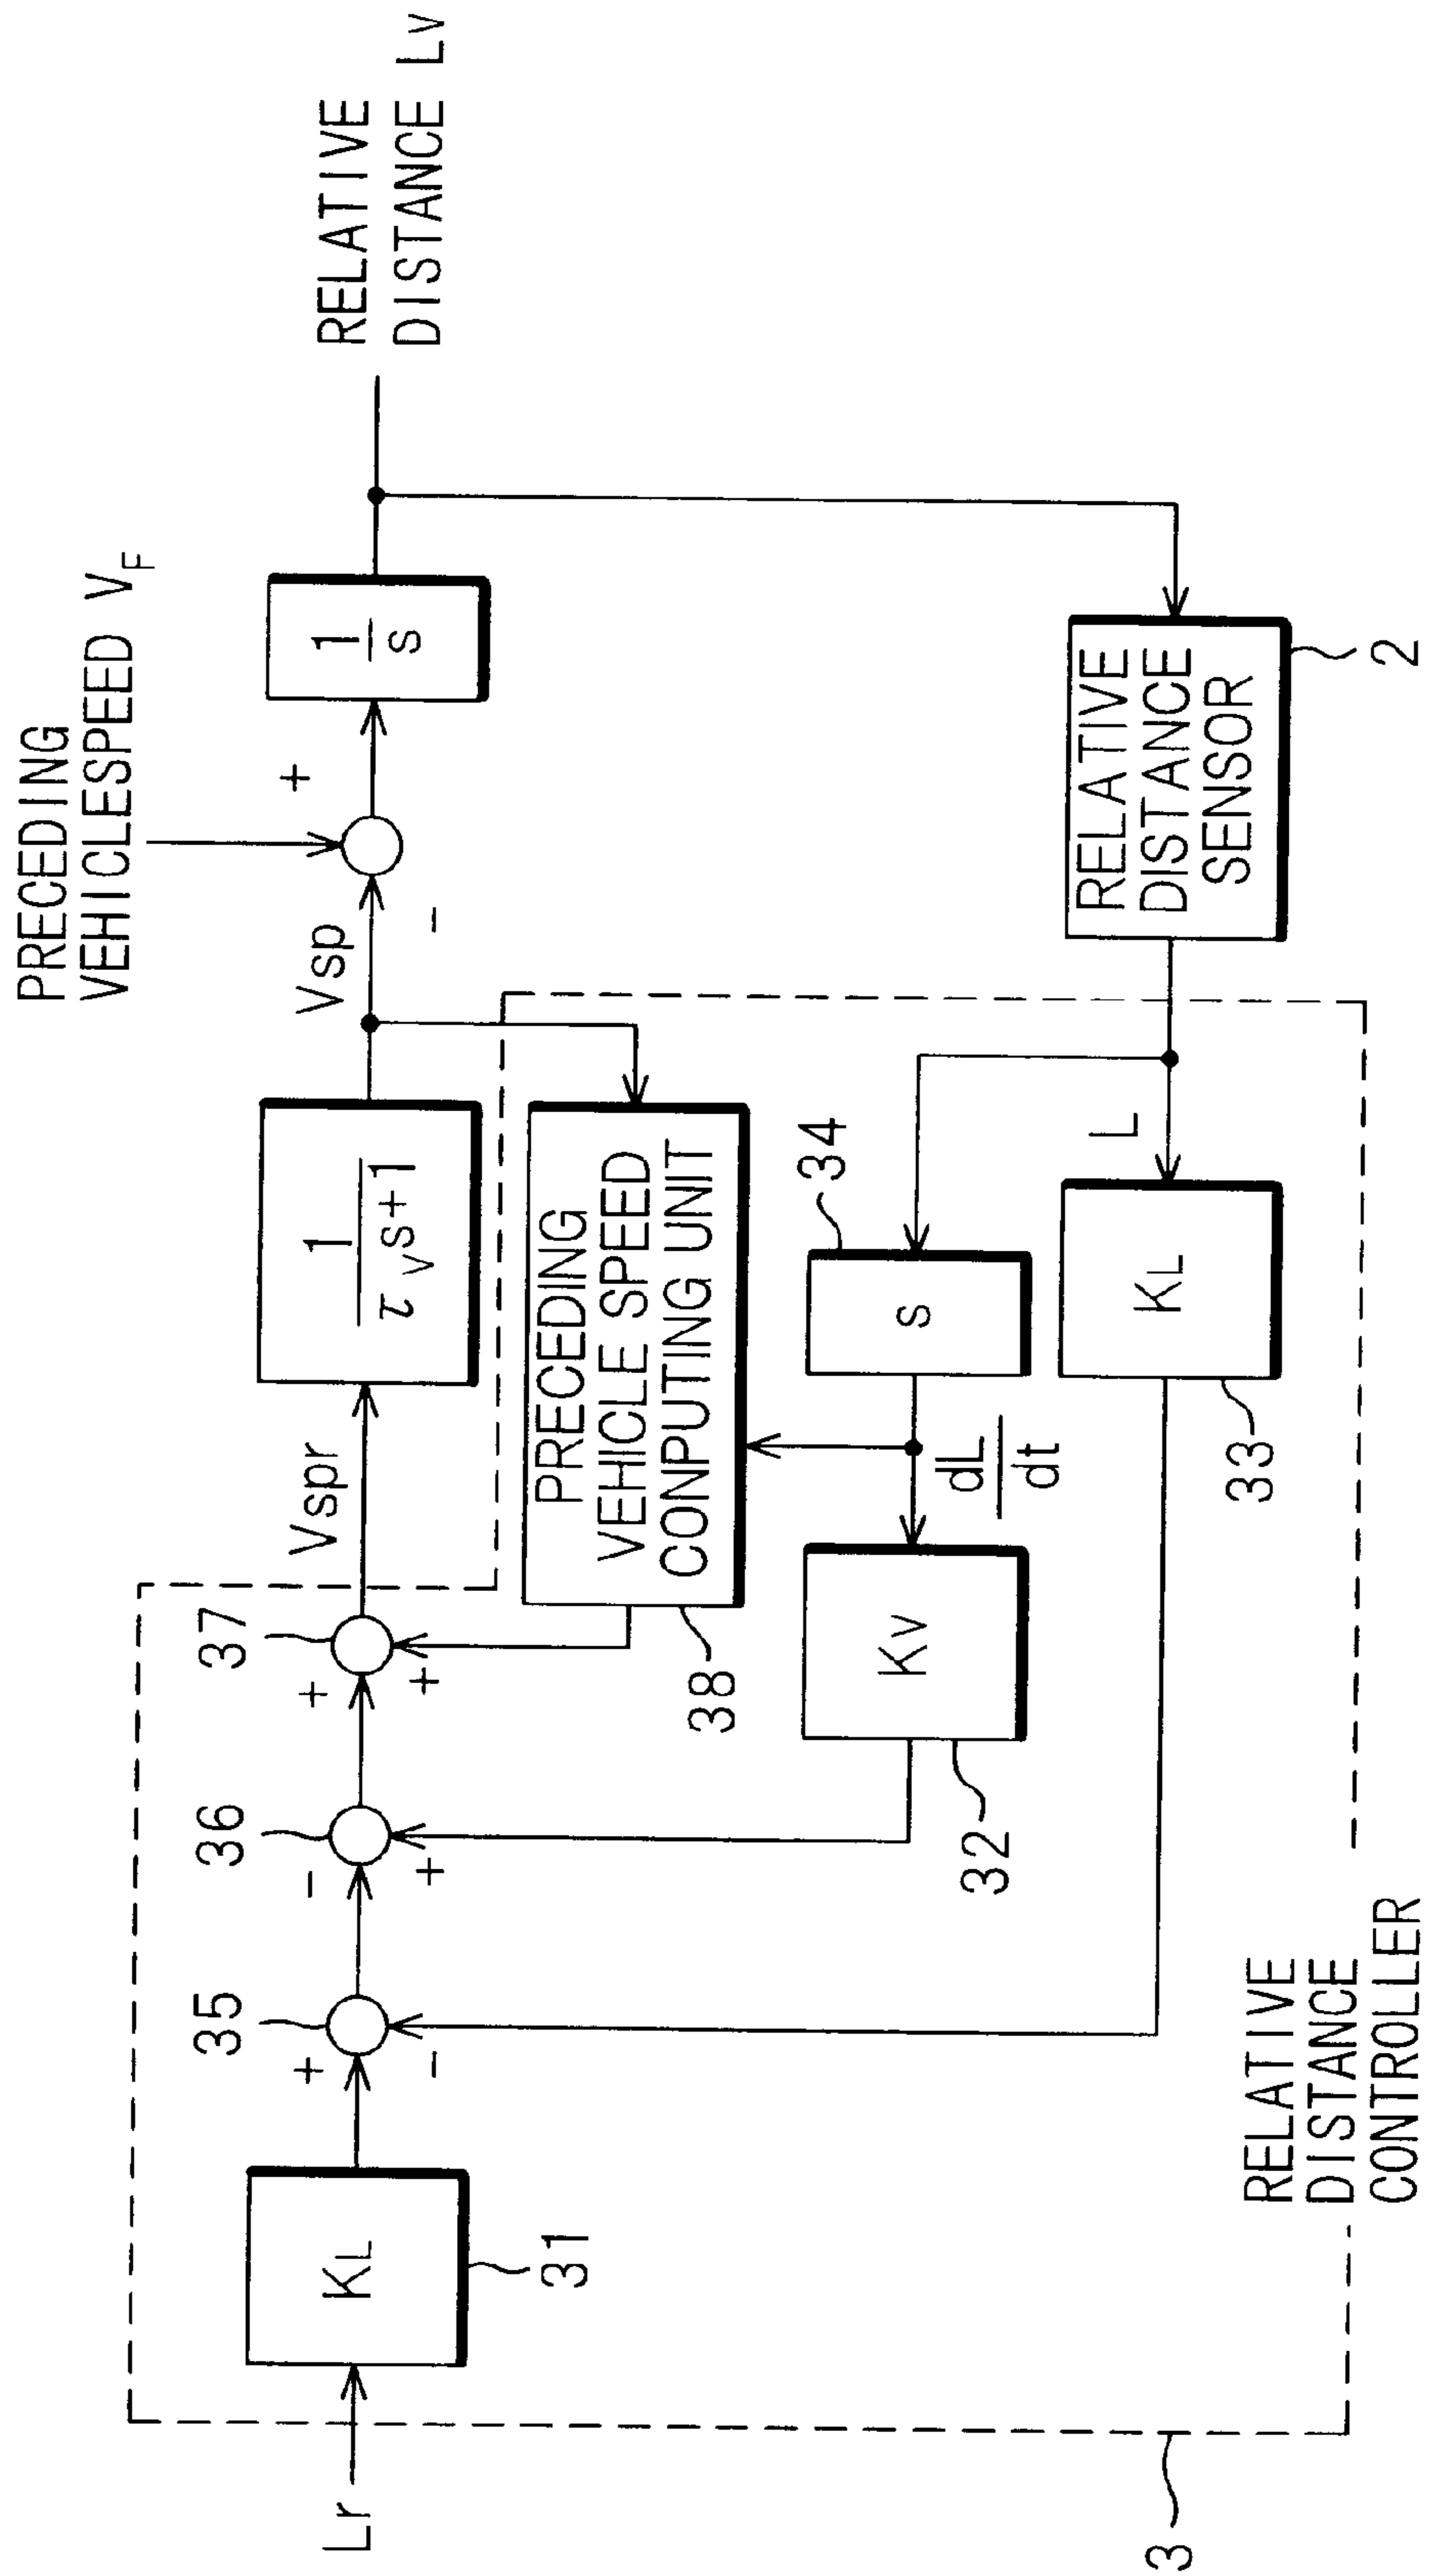 PRECEDING
VEHICLESPEED VF
RELATIVE
DISTANCE Lv
Lr
KL
31
+
-
35
-
+
36
+
+
37
Vspr
1
τvs+1
Vsp
-
+
1
s
PRECEDING
VEHICLE SPEED
CONPUTING UNIT
38
KV
32
dL
dt
s
34
KL
33
L
RELATIVE
DISTANCE
SENSOR
2
RELATIVE
DISTANCE
CONTROLLER
3